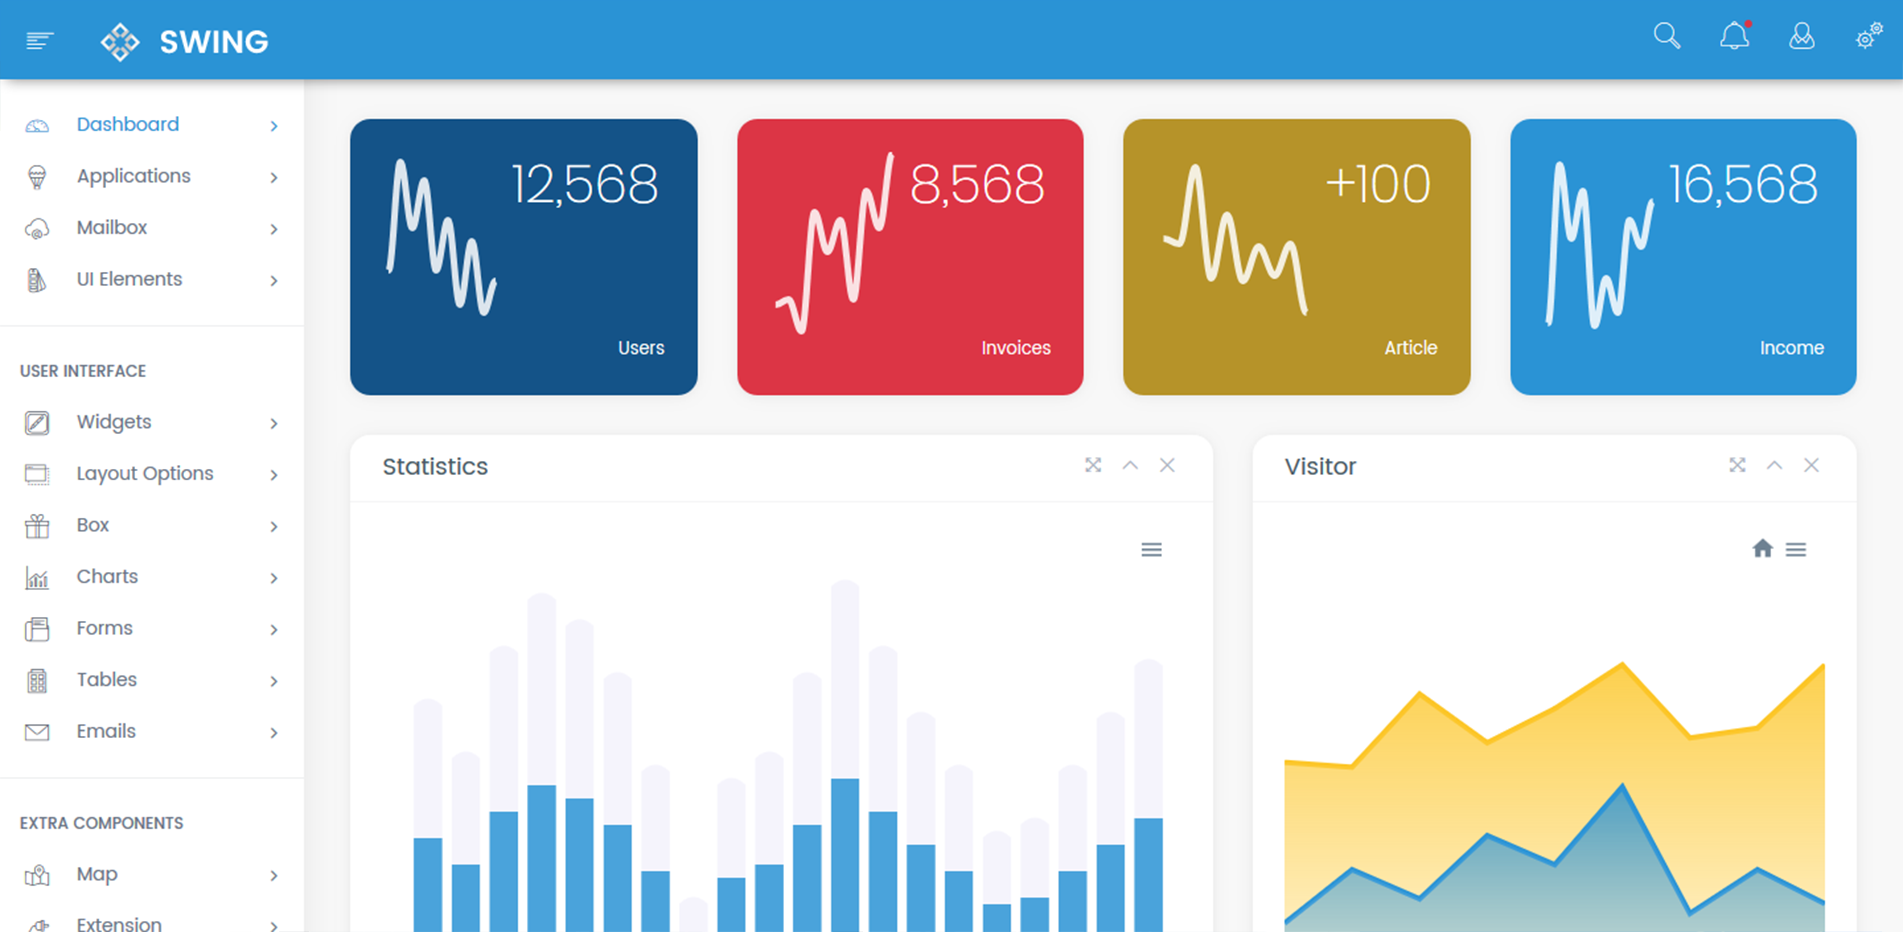 SWING
Dashboard
Applications
Mailbox
UI Elements
USER INTERFACE
Widgets
Layout Options
Box
Charts
Forms
Tables
Emails
EXTRA COMPONENTS
Map
Extension
12,568
Users
8,568
Invoices
+100
Article
16,568
Income
Statistics
Visitor